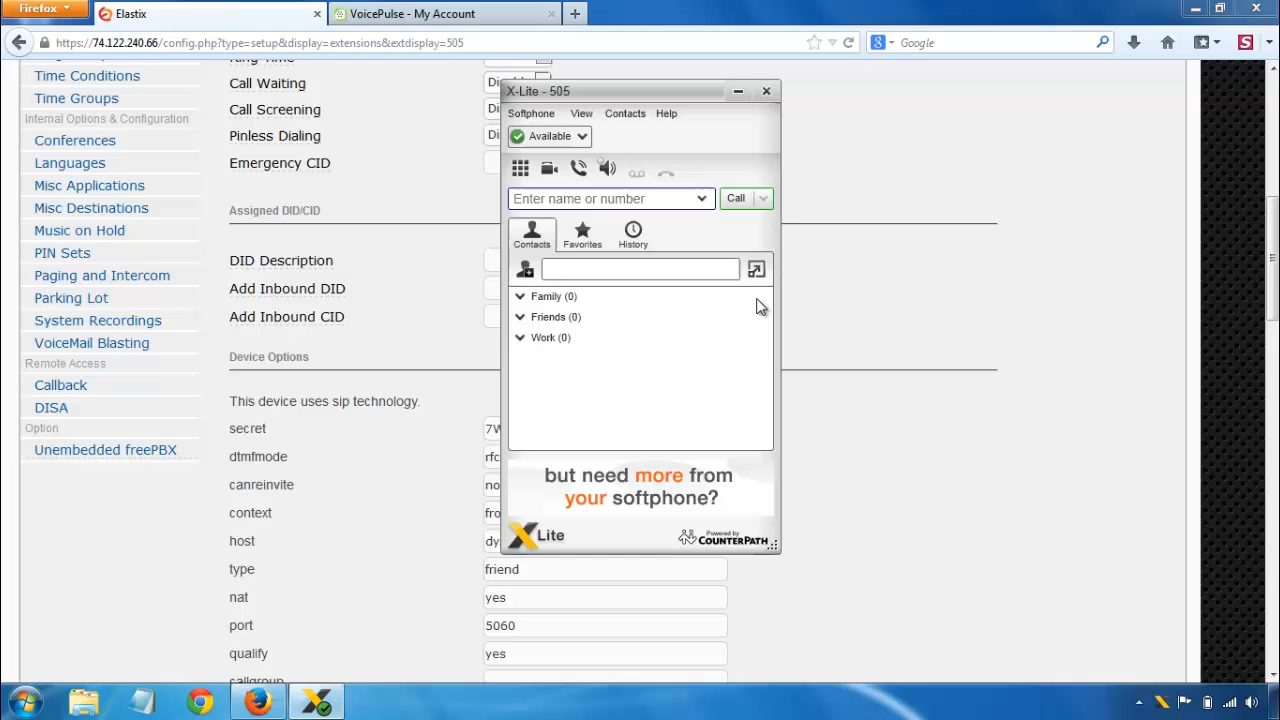 Firefox
Elastix
VoicePulse - My Account
https://74.122.240.66/config.php?type=setup&display=extensions&extdisplay=505
Google
Time Conditions
Time Groups
Internal Options & Configuration
Conferences
Languages
Misc Applications
Misc Destinations
Music on Hold
PIN Sets
Paging and Intercom
Parking Lot
System Recordings
VoiceMail Blasting
Remote Access
Callback
DISA
Option
Unembedded freePBX
Ring Time
Call Waiting
Call Screening
Pinless Dialing
Emergency CID
Assigned DID/CID
DID Description
Add Inbound DID
Add Inbound CID
Device Options
This device uses sip technology.
secret
dtmfmode
canreinvite
context
host
type
friend
nat
yes
port
5060
qualify
yes
callgroup
X-Lite - 505
Softphone View Contacts Help
Available
Enter name or number
Call
Contacts
Favorites
History
Family (0)
Friends (0)
Work (0)
but need more from
your softphone?
X Lite
Powered by
COUNTERPATH